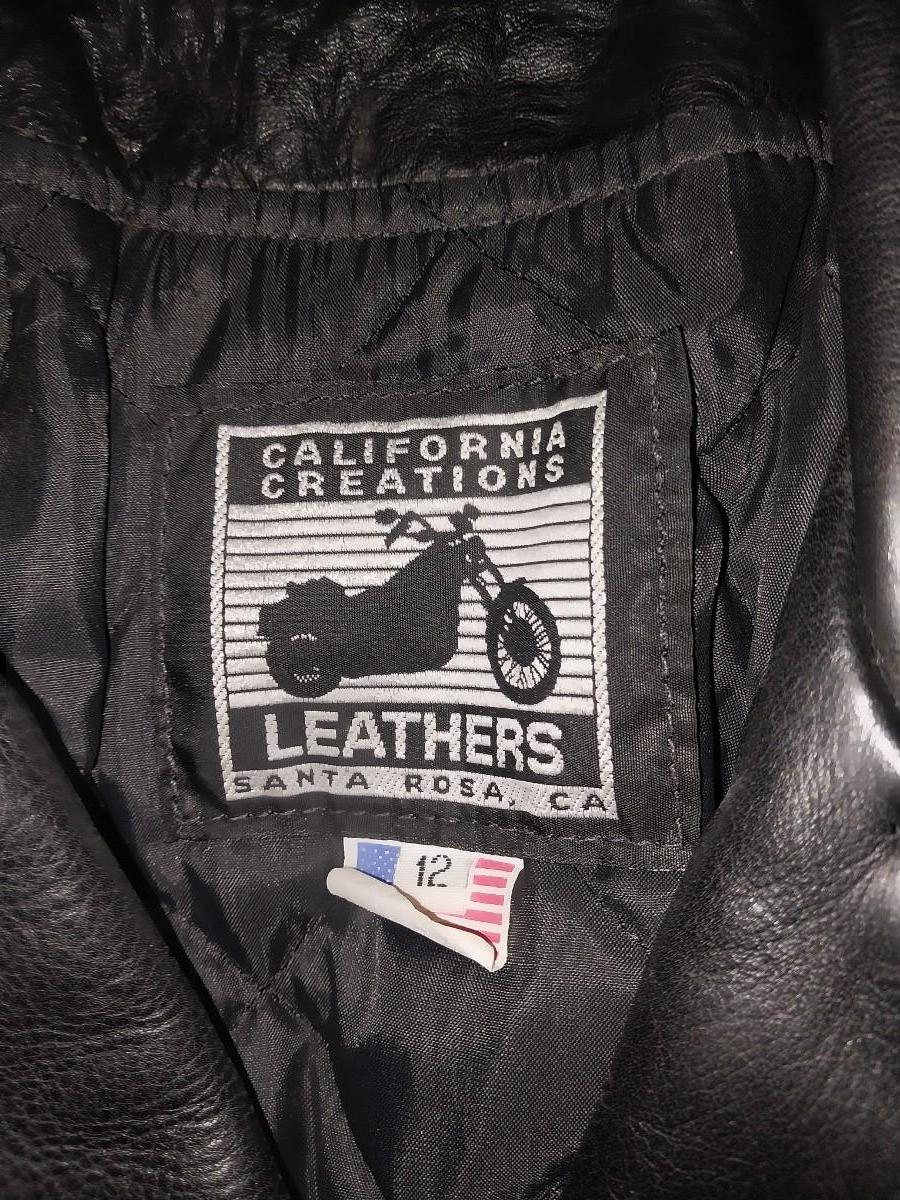 CALIFORNIA
CREATIONS
LEATHERS
SANTA ROSA, CA
12